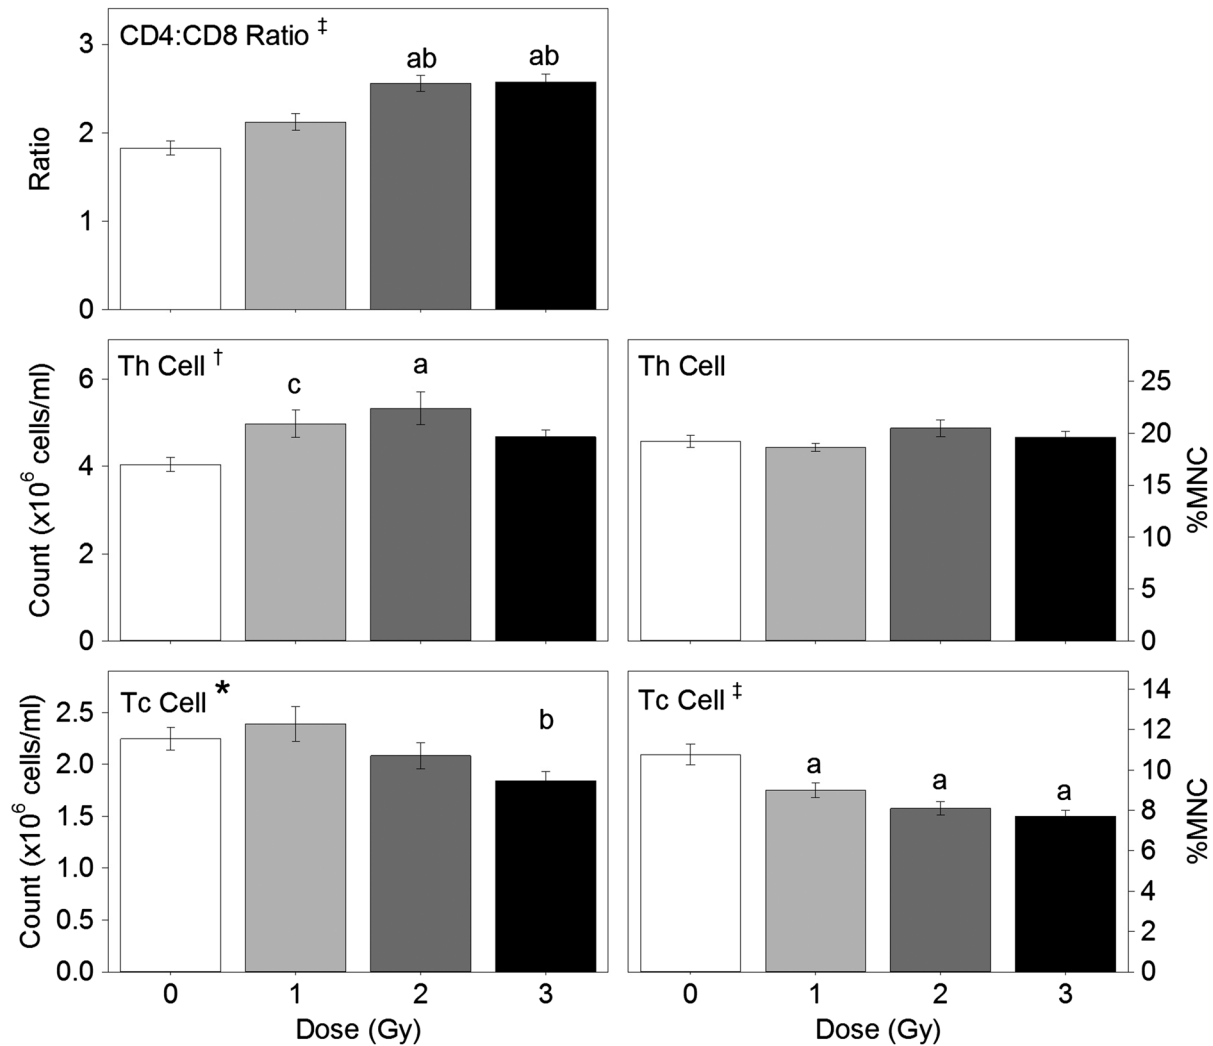 CD4:CD8 Ratio ‡
3
2
1
0
Ratio
ab
ab
Th Cell †
6
4
2
0
Count (x10⁶ cells/ml)
c
a
Th Cell
25
20
15
10
5
0
%MNC
Tc Cell *
2.5
2.0
1.5
1.0
0.5
0.0
Count (x10⁶ cells/ml)
b
0 1 2 3
Dose (Gy)
Tc Cell ‡
14
12
10
8
6
4
2
0
%MNC
a
a
a
0 1 2 3
Dose (Gy)